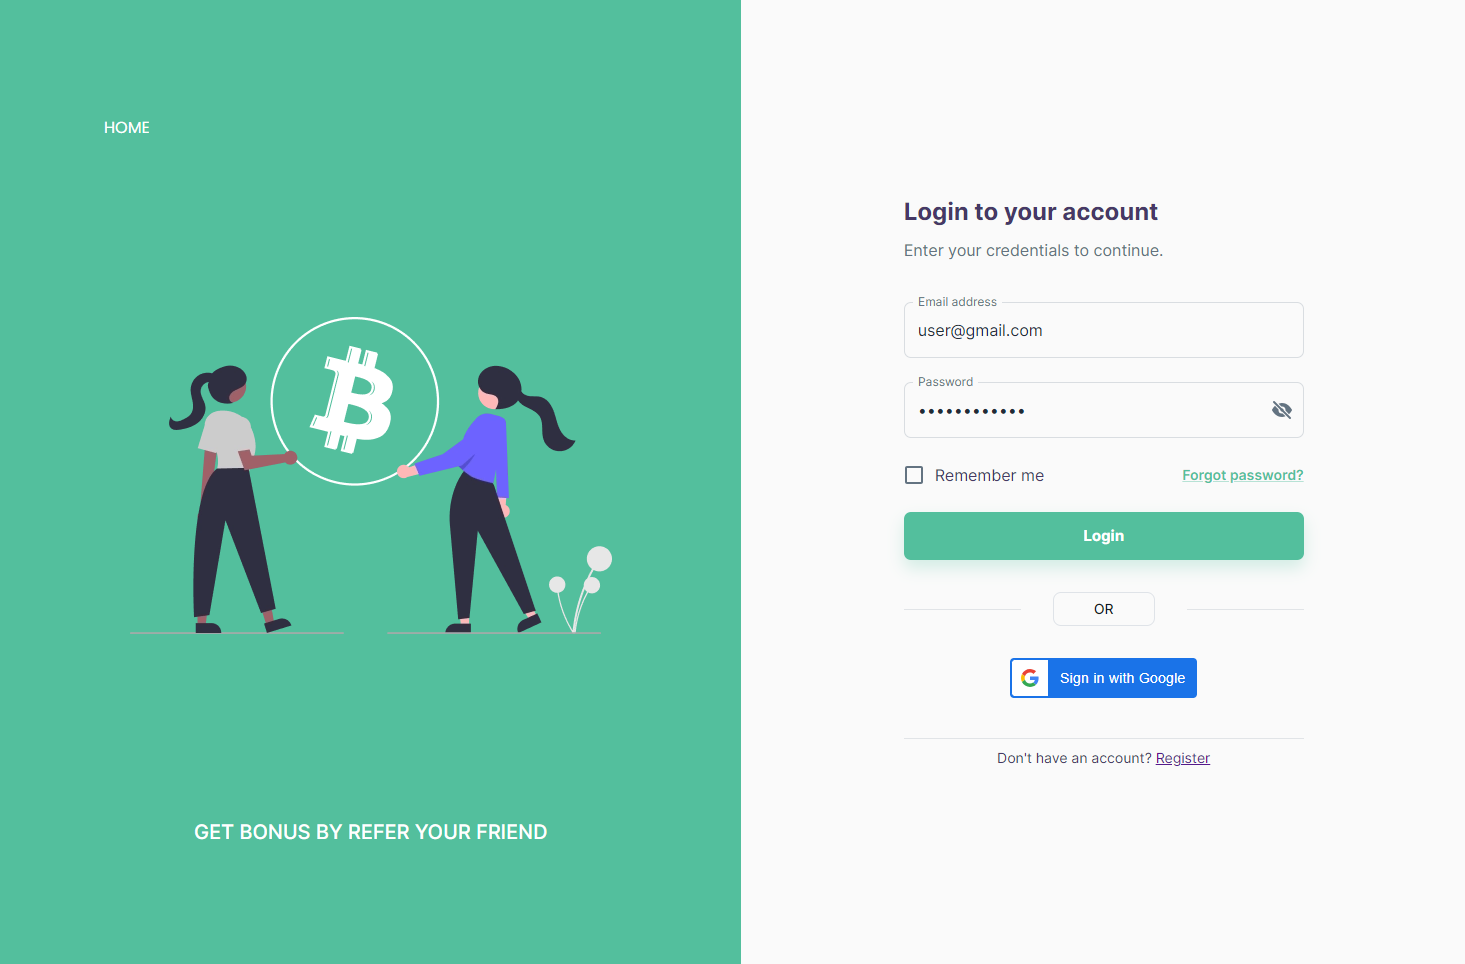 HOME
GET BONUS BY REFER YOUR FRIEND
Login to your account
Enter your credentials to continue.
Email address
user@gmail.com
Password
••••••••••••
Remember me
Forgot password?
Login
OR
Sign in with Google
Don't have an account? Register